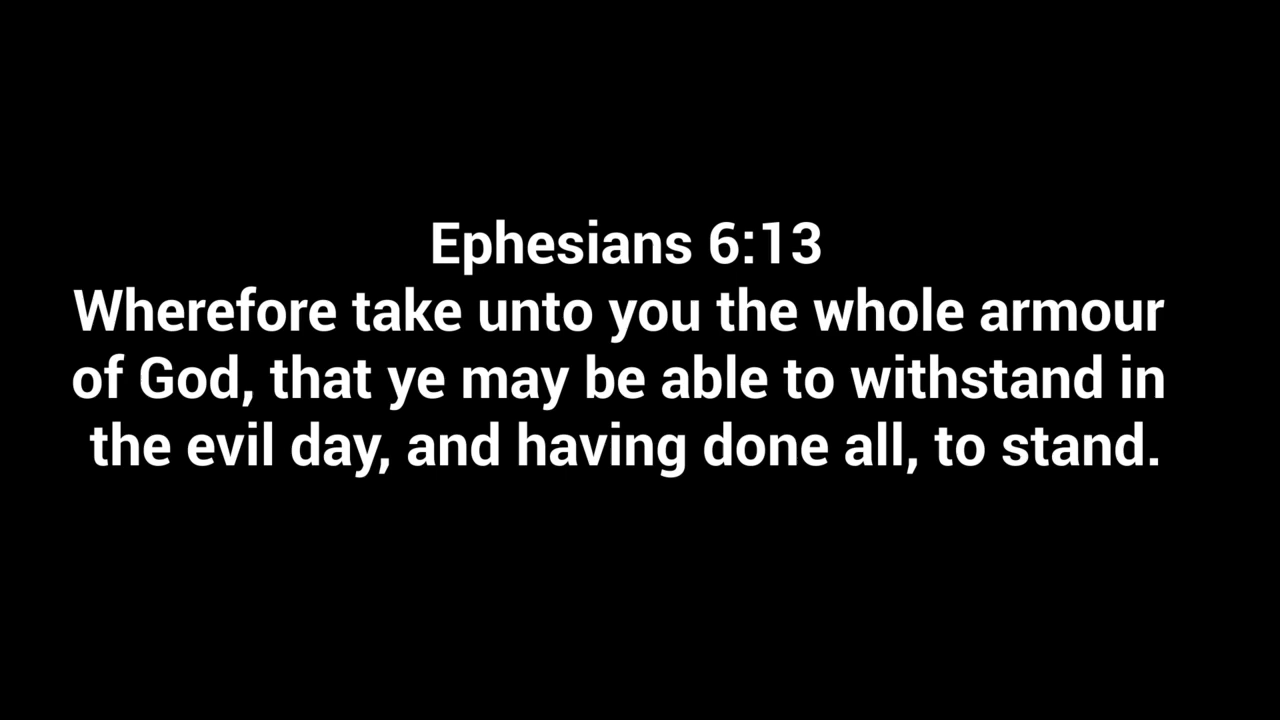 Ephesians 6:13
Wherefore take unto you the whole armour
of God, that ye may be able to withstand in
the evil day, and having done all, to stand.